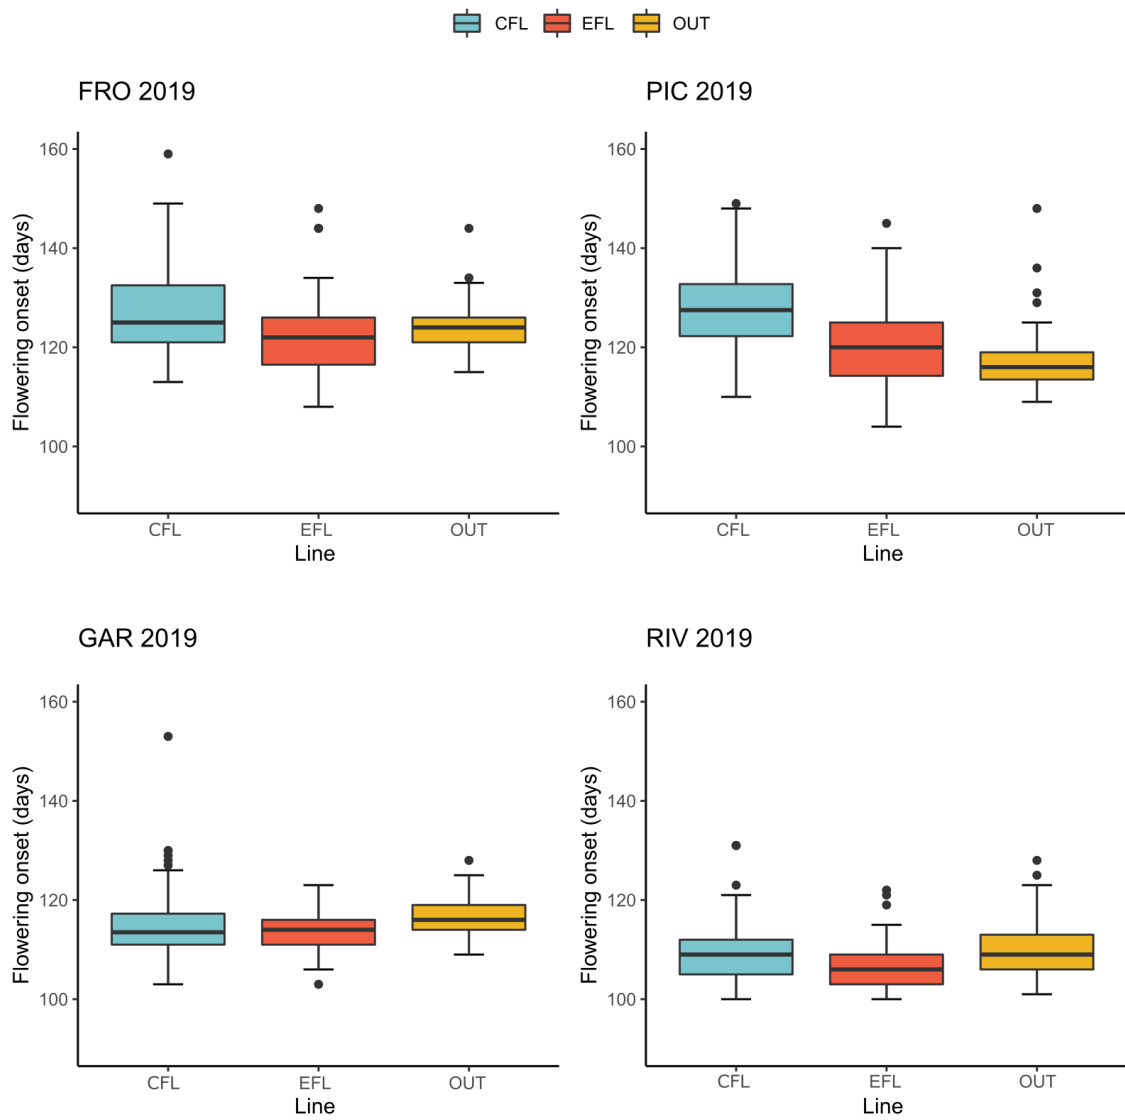 CFL EFL OUT
FRO 2019
160
140
120
100
Flowering onset (days)
CFL EFL OUT
Line
PIC 2019
160
140
120
100
Flowering onset (days)
CFL EFL OUT
Line
GAR 2019
160
140
120
100
Flowering onset (days)
CFL EFL OUT
Line
RIV 2019
160
140
120
100
Flowering onset (days)
CFL EFL OUT
Line